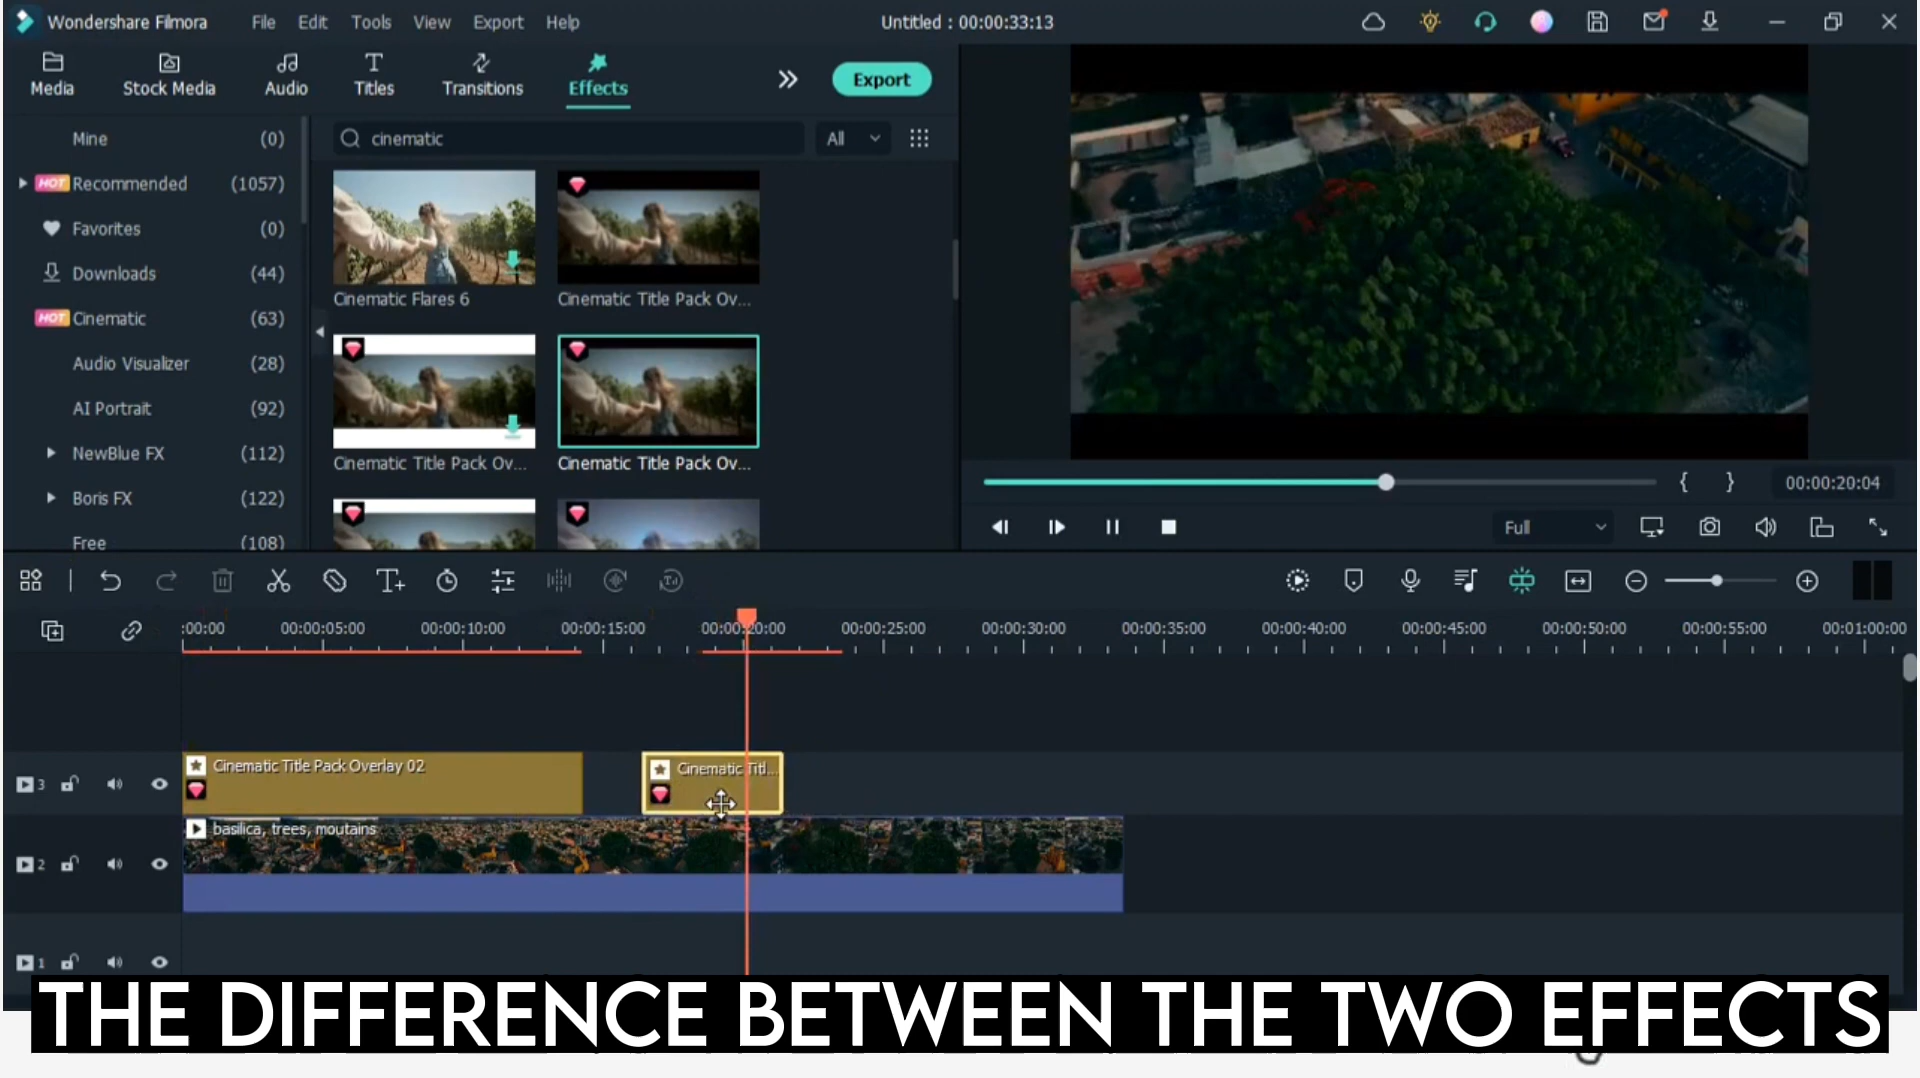 Wondershare Filmora File Edit Tools View Export Help Untitled : 00:00:33:13
Media Stock Media Audio Titles Transitions Effects Export
Mine (0)
HOT Recommended (1057)
Favorites (0)
Downloads (44)
HOT Cinematic (63)
Audio Visualizer (28)
AI Portrait (92)
NewBlue FX (112)
Boris FX (122)
Free (108)
cinematic All
Cinematic Flares 6 Cinematic Title Pack Ov...
Cinematic Title Pack Ov... Cinematic Title Pack Ov...
{ } 00:00:20:04
Full
:00:00 00:00:05:00 00:00:10:00 00:00:15:00 00:00:20:00 00:00:25:00 00:00:30:00 00:00:35:00 00:00:40:00 00:00:45:00 00:00:50:00 00:00:55:00 00:01:00:00
3 Cinematic Title Pack Overlay 02 Cinematic Titl...
basilica, trees, moutains
2
1
THE DIFFERENCE BETWEEN THE TWO EFFECTS